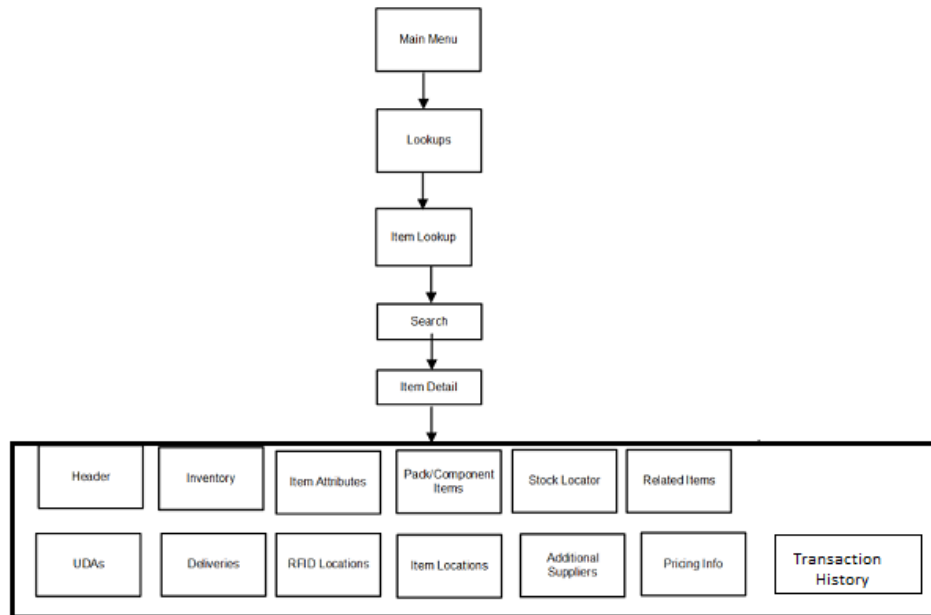 Main Menu
Lookups
Item Lookup
Search
Item Detail
Header
Inventory
Item Attributes
Pack/Component
Items
Stock Locator
Related Items
UDAs
Deliveries
RFID Locations
Item Locations
Additional
Suppliers
Pricing Info
Transaction
History